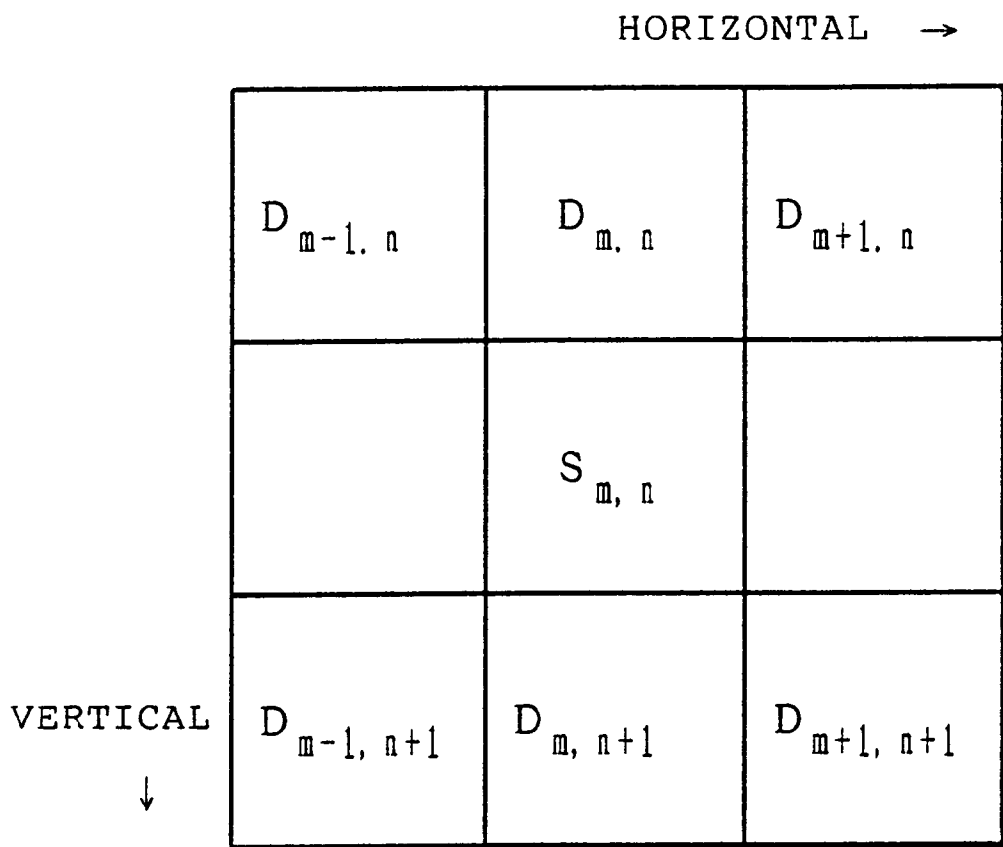 HORIZONTAL →
D m-1, n D m, n D m+1, n
S m, n
VERTICAL D m-1, n+1 D m, n+1 D m+1, n+1
↓